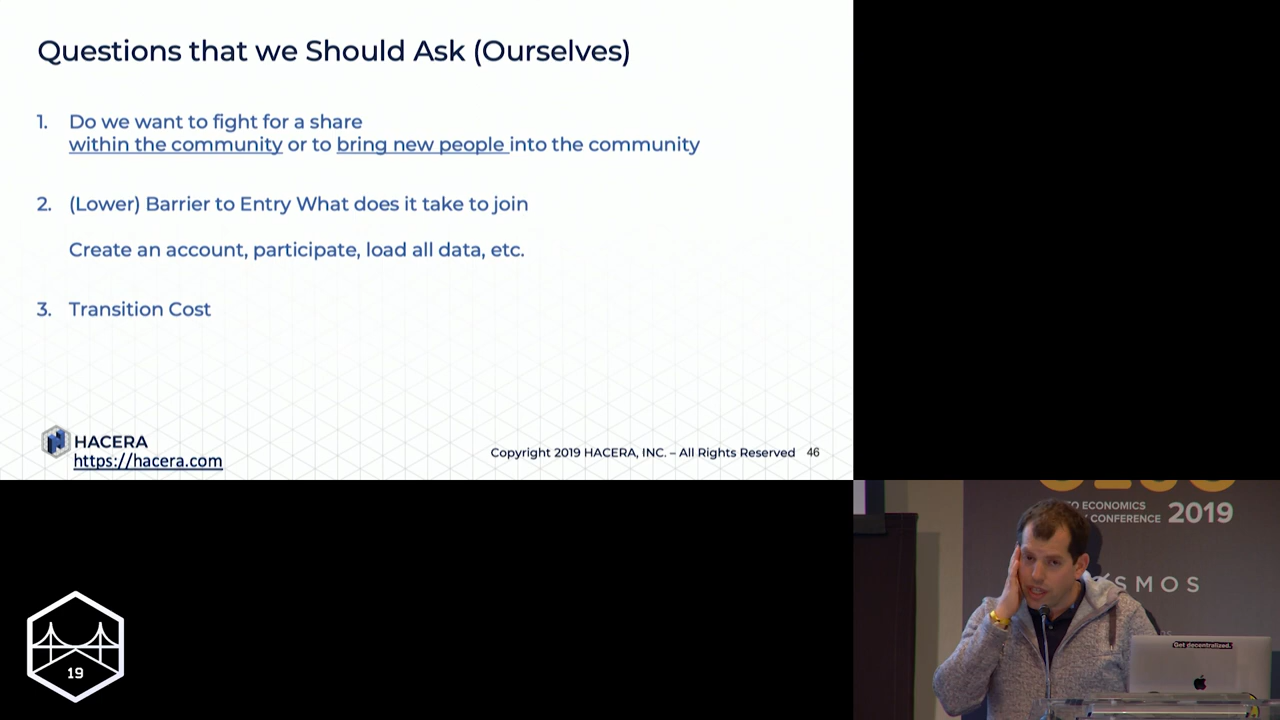 Questions that we Should Ask (Ourselves)
1. Do we want to fight for a share
within the community or to bring new people into the community
2. (Lower) Barrier to Entry What does it take to join
Create an account, participate, load all data, etc.
3. Transition Cost
HACERA
https://hacera.com
Copyright 2019 HACERA, INC. – All Rights Reserved 46
ECONOMICS
CONFERENCE 2019
SMOS
Get decentralized.
19